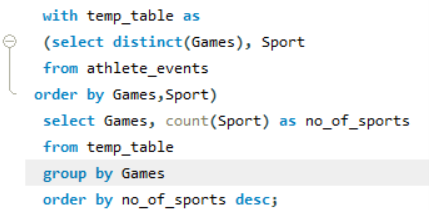 with temp_table as
(select distinct(Games), Sport
from athlete_events
order by Games,Sport)
select Games, count(Sport) as no_of_sports
from temp_table
group by Games
order by no_of_sports desc;